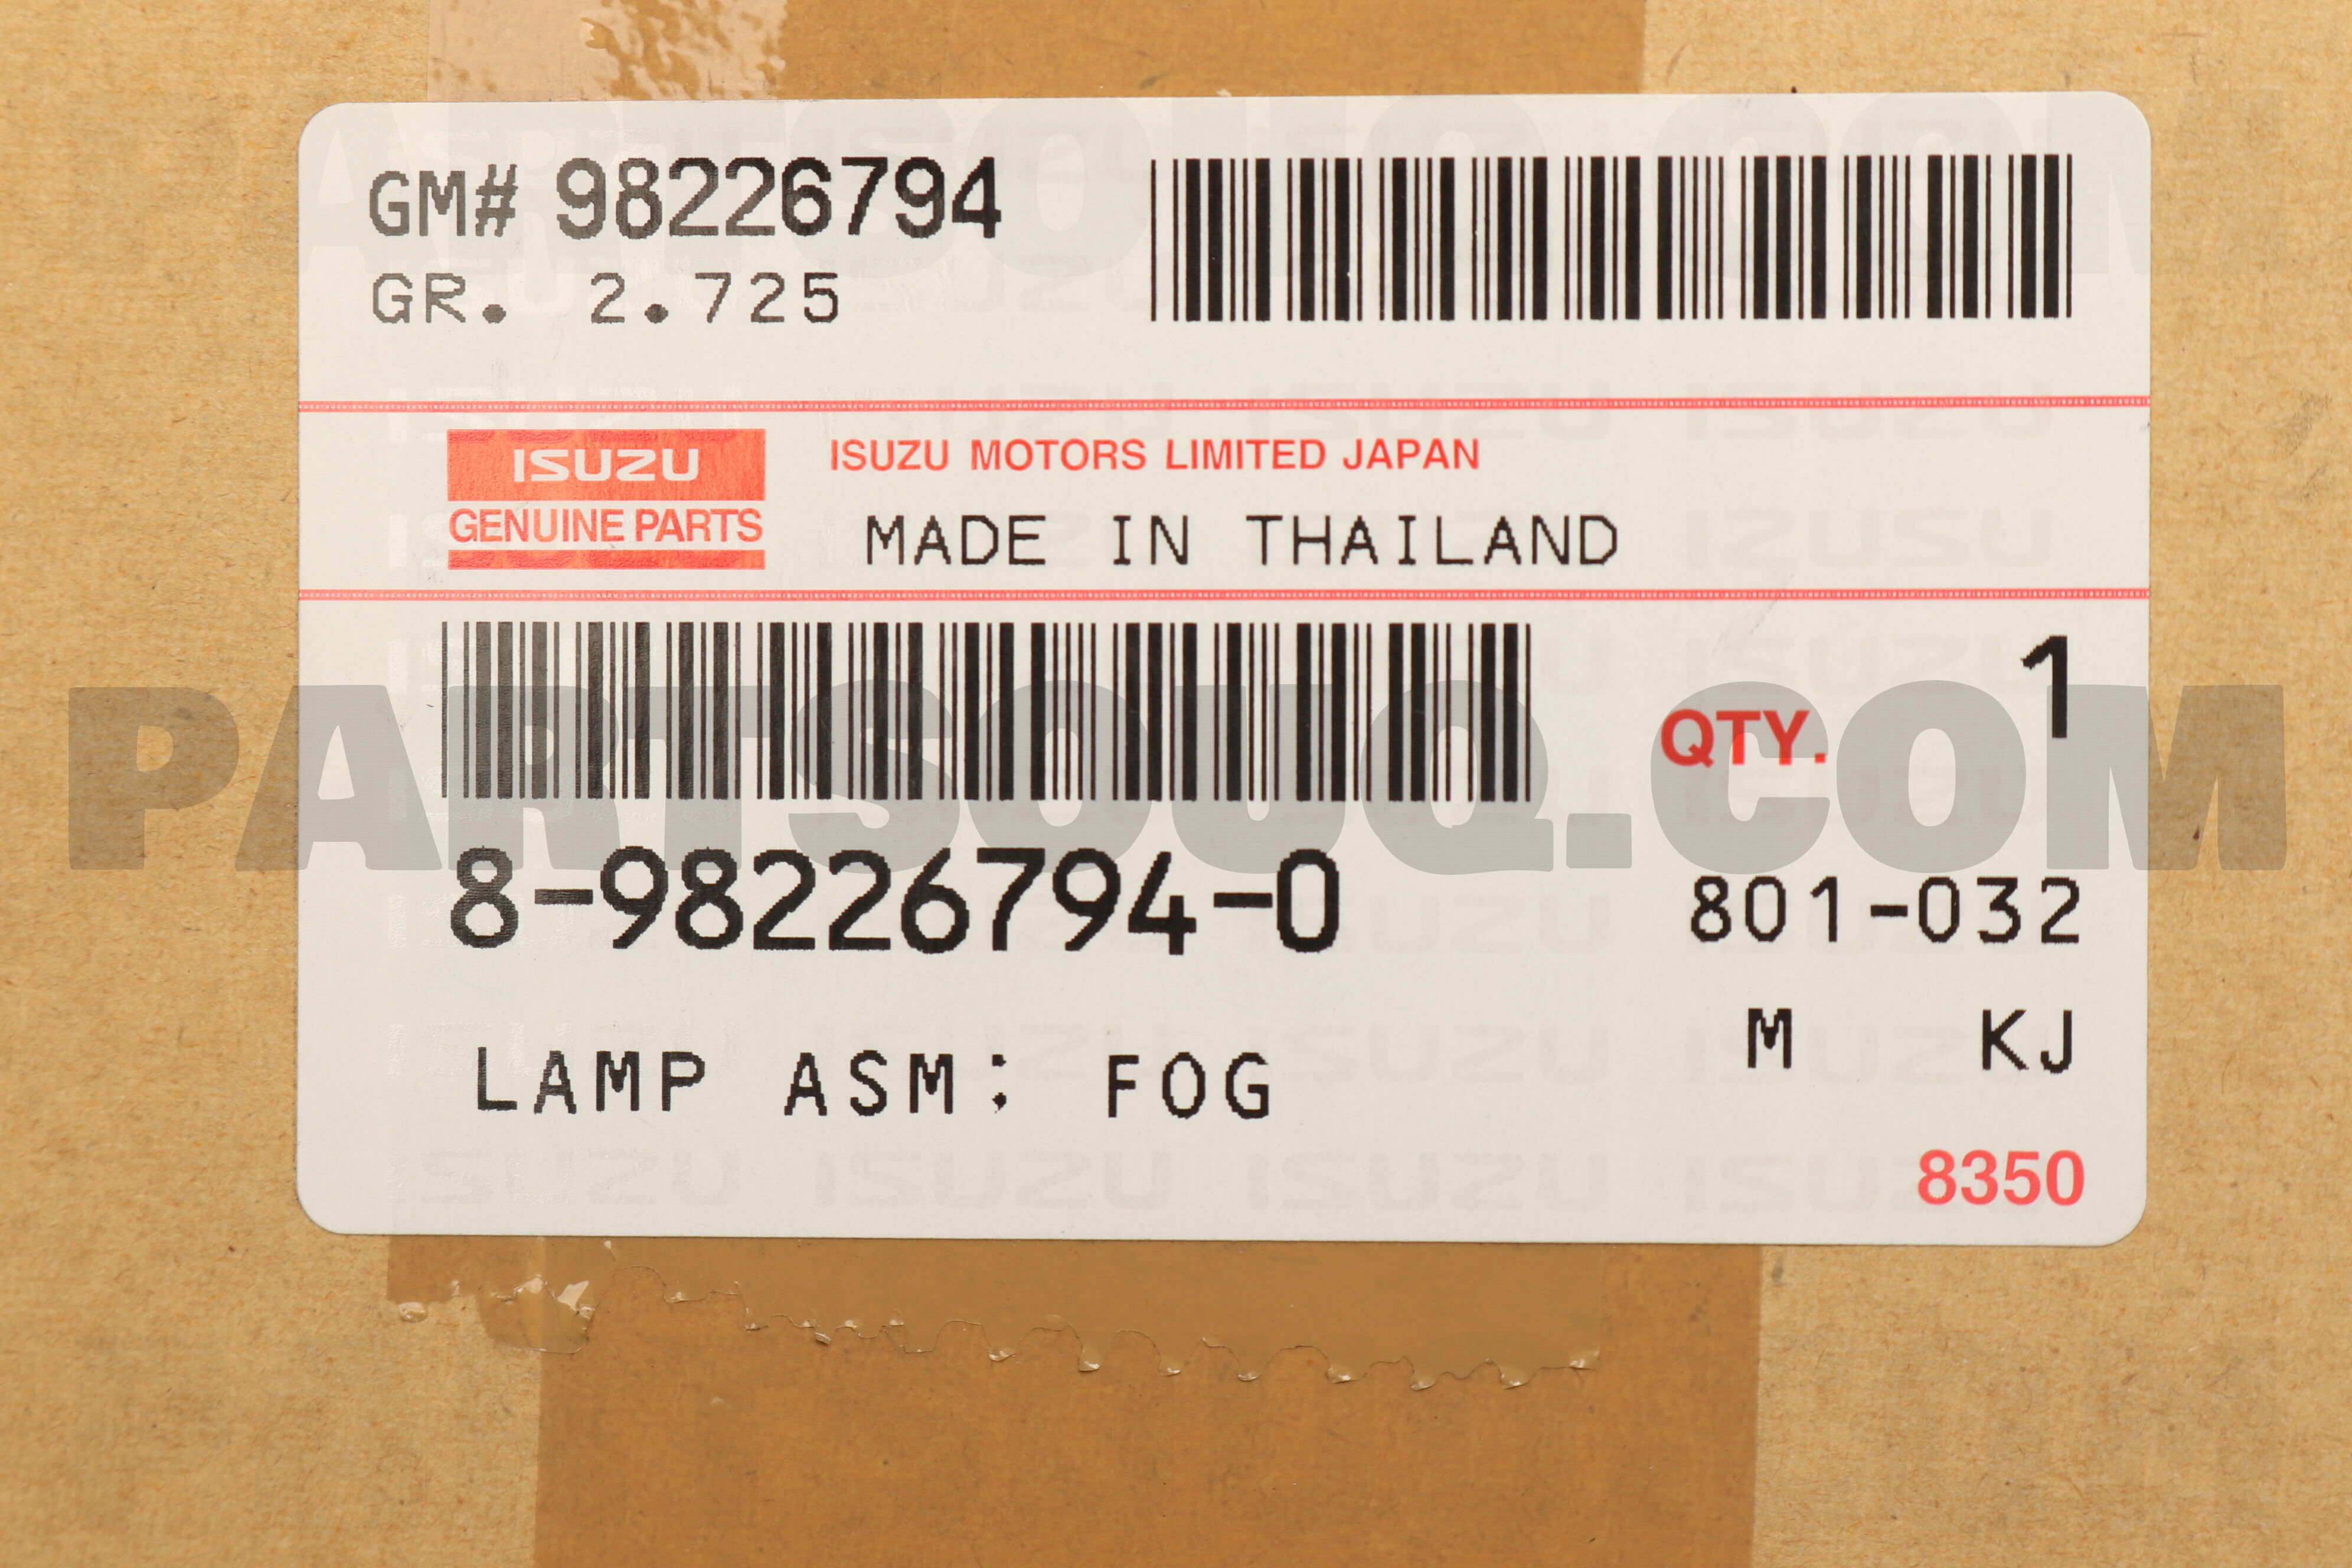 GM# 98226794
GR. 2.725
ISUZU
GENUINE PARTS
ISUZU MOTORS LIMITED JAPAN
MADE IN THAILAND
QTY. 1
PARTSOUQ.COM
8-98226794-0
801-032
M KJ
LAMP ASM; FOG
8350